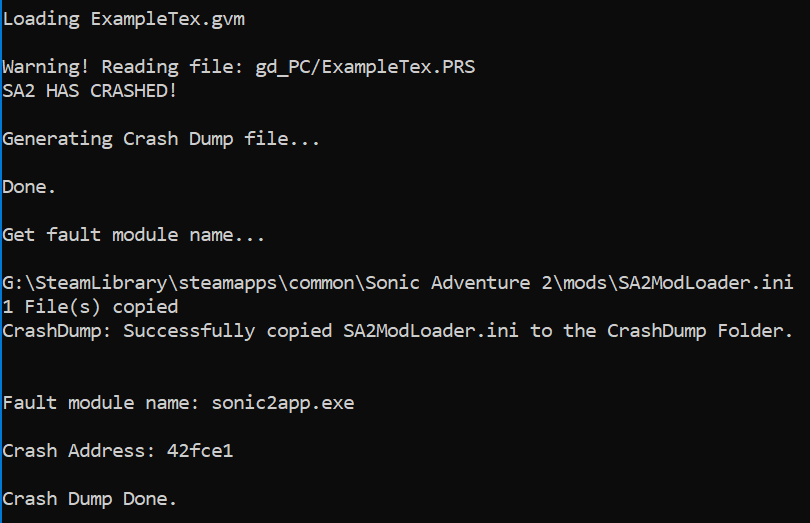 Loading ExampleTex.gvm
Warning! Reading file: gd_PC/ExampleTex.PRS
SA2 HAS CRASHED!
Generating Crash Dump file...
Done.
Get fault module name...
G:\SteamLibrary\steamapps\common\Sonic Adventure 2\mods\SA2ModLoader.ini
1 File(s) copied
CrashDump: Successfully copied SA2ModLoader.ini to the CrashDump Folder.
Fault module name: sonic2app.exe
Crash Address: 42fce1
Crash Dump Done.